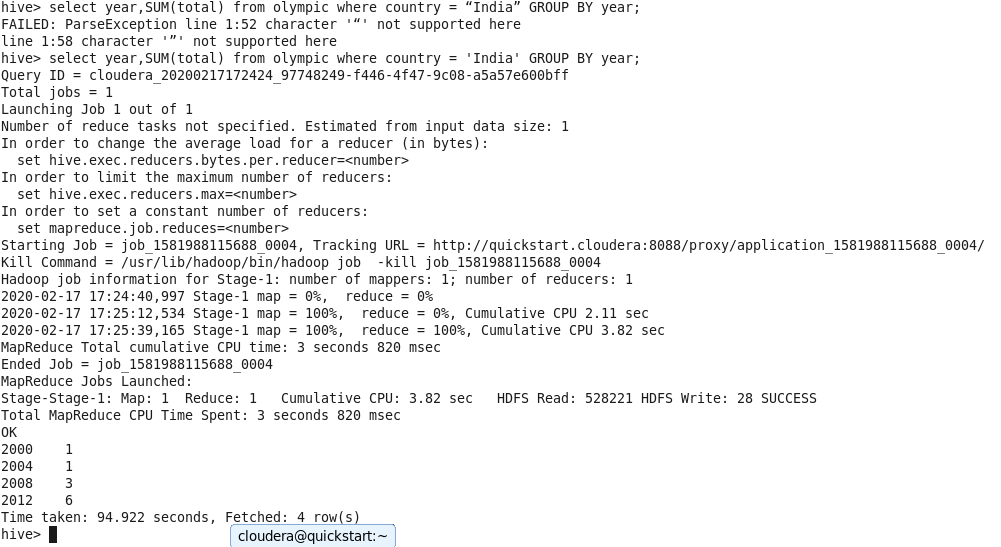 hive> select year,SUM(total) from olympic where country = “India” GROUP BY year;
FAILED: ParseException line 1:52 character '“' not supported here
line 1:58 character '”' not supported here
hive> select year,SUM(total) from olympic where country = 'India' GROUP BY year;
Query ID = cloudera_20200217172424_97748249-f446-4f47-9c08-a5a57e600bff
Total jobs = 1
Launching Job 1 out of 1
Number of reduce tasks not specified. Estimated from input data size: 1
In order to change the average load for a reducer (in bytes):
  set hive.exec.reducers.bytes.per.reducer=<number>
In order to limit the maximum number of reducers:
  set hive.exec.reducers.max=<number>
In order to set a constant number of reducers:
  set mapreduce.job.reduces=<number>
Starting Job = job_1581988115688_0004, Tracking URL = http://quickstart.cloudera:8088/proxy/application_1581988115688_0004/
Kill Command = /usr/lib/hadoop/bin/hadoop job  -kill job_1581988115688_0004
Hadoop job information for Stage-1: number of mappers: 1; number of reducers: 1
2020-02-17 17:24:40,997 Stage-1 map = 0%,  reduce = 0%
2020-02-17 17:25:12,534 Stage-1 map = 100%,  reduce = 0%, Cumulative CPU 2.11 sec
2020-02-17 17:25:39,165 Stage-1 map = 100%,  reduce = 100%, Cumulative CPU 3.82 sec
MapReduce Total cumulative CPU time: 3 seconds 820 msec
Ended Job = job_1581988115688_0004
MapReduce Jobs Launched:
Stage-Stage-1: Map: 1  Reduce: 1   Cumulative CPU: 3.82 sec   HDFS Read: 528221 HDFS Write: 28 SUCCESS
Total MapReduce CPU Time Spent: 3 seconds 820 msec
OK
2000    1
2004    1
2008    3
2012    6
Time taken: 94.922 seconds, Fetched: 4 row(s)
hive>
cloudera@quickstart:~